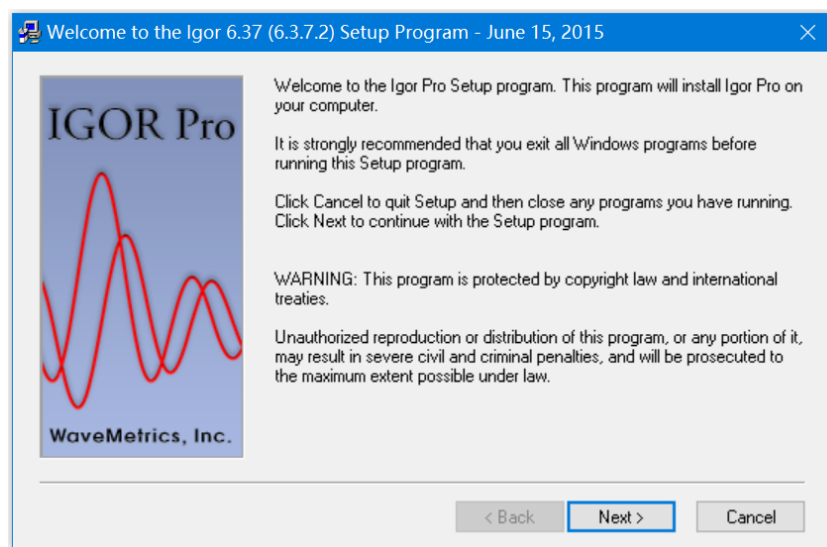 Welcome to the Igor 6.37 (6.3.7.2) Setup Program - June 15, 2015
IGOR Pro
WaveMetrics, Inc.
Welcome to the Igor Pro Setup program. This program will install Igor Pro on
your computer.
It is strongly recommended that you exit all Windows programs before
running this Setup program.
Click Cancel to quit Setup and then close any programs you have running.
Click Next to continue with the Setup program.
WARNING: This program is protected by copyright law and international
treaties.
Unauthorized reproduction or distribution of this program, or any portion of it,
may result in severe civil and criminal penalties, and will be prosecuted to
the maximum extent possible under law.
< Back
Next >
Cancel